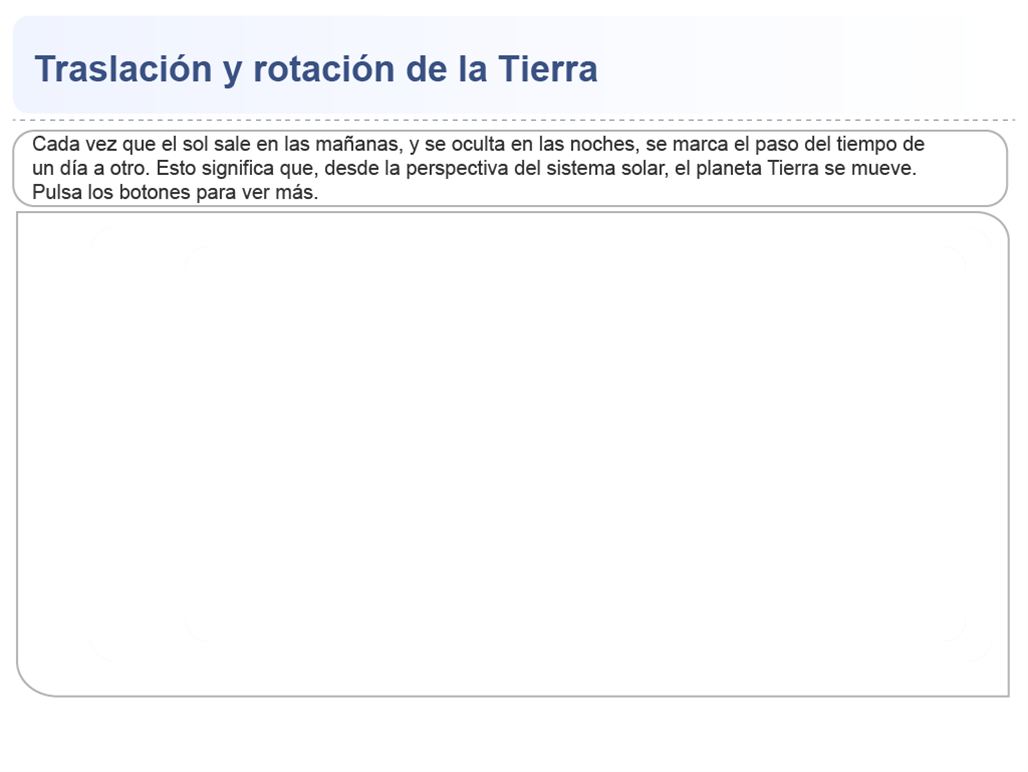 Traslación y rotación de la Tierra
Cada vez que el sol sale en las mañanas, y se oculta en las noches, se marca el paso del tiempo de
un día a otro. Esto significa que, desde la perspectiva del sistema solar, el planeta Tierra se mueve.
Pulsa los botones para ver más.